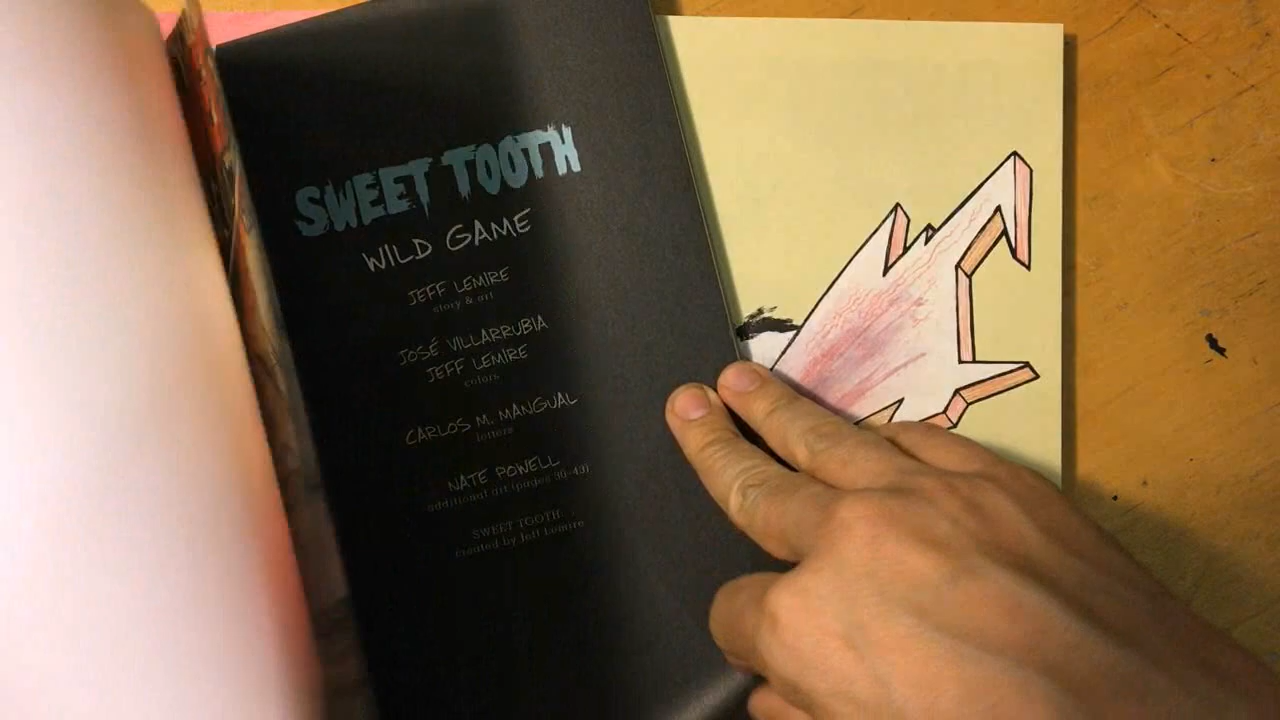 SWEET TOOTH
WILD GAME
JEFF LEMIRE
story & art
JOSÉ VILLARRUBIA
JEFF LEMIRE
colors
CARLOS M. MANGUAL
letters
NATE POWELL
additional art (pages 39-43)
SWEET TOOTH
created by Jeff Lemire